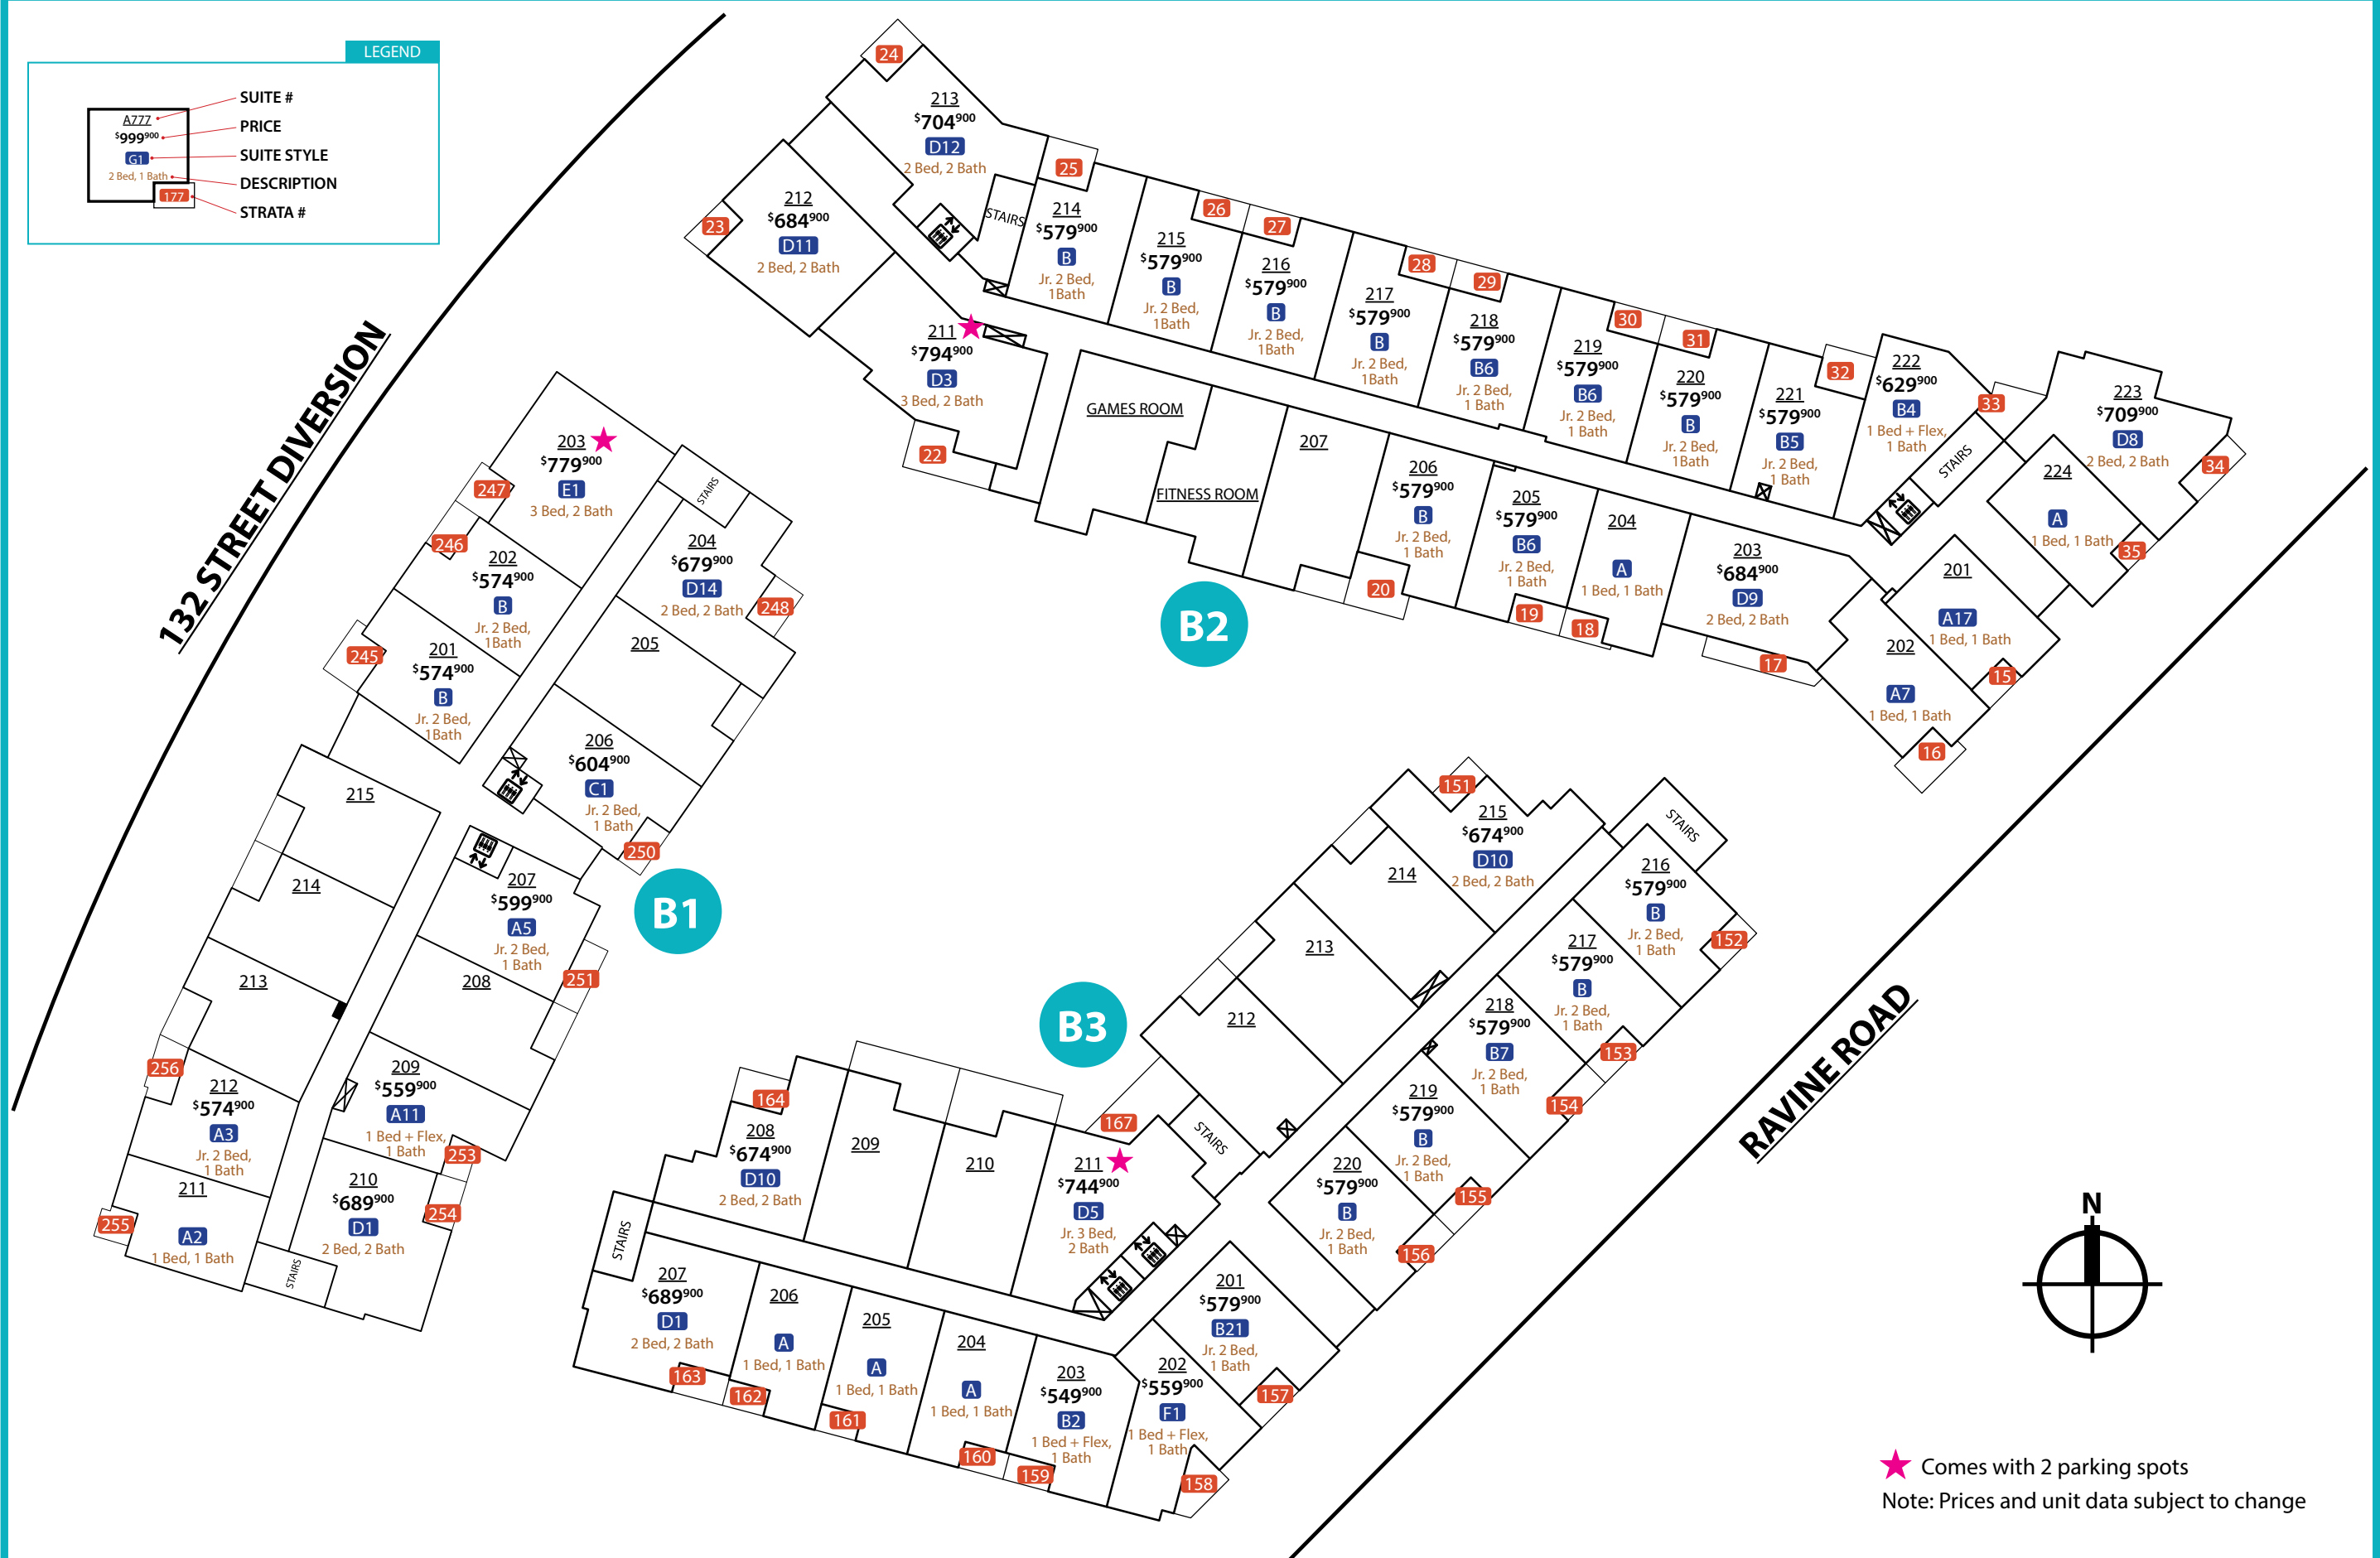 LEGEND
A777
$999900
G1
2 Bed, 1 Bath
177
SUITE #
PRICE
SUITE STYLE
DESCRIPTION
STRATA #
132 STREET DIVERSION
24
213
$704900
D12
2 Bed, 2 Bath
23
212
$684900
D11
2 Bed, 2 Bath
STAIRS
211
$794900
D3
3 Bed, 2 Bath
22
25
214
$579900
B
Jr. 2 Bed,
1Bath
26
215
$579900
B
Jr. 2 Bed,
1Bath
27
216
$579900
B
Jr. 2 Bed,
1Bath
28
217
$579900
B
Jr. 2 Bed,
1Bath
29
218
$579900
B6
Jr. 2 Bed,
1 Bath
30
219
$579900
B6
Jr. 2 Bed,
1 Bath
31
220
$579900
B
Jr. 2 Bed,
1Bath
32
221
$579900
B5
Jr. 2 Bed,
1 Bath
222
$629900
B4
1 Bed + Flex,
1 Bath
33
STAIRS
223
$709900
D8
2 Bed, 2 Bath
34
224
A
1 Bed, 1 Bath
35
GAMES ROOM
FITNESS ROOM
207
206
$579900
B
Jr. 2 Bed,
1 Bath
20
205
$579900
B6
Jr. 2 Bed,
1 Bath
19
204
A
1 Bed, 1 Bath
18
203
$684900
D9
2 Bed, 2 Bath
17
201
A17
1 Bed, 1 Bath
15
202
A7
1 Bed, 1 Bath
16
B2
203
$779900
E1
3 Bed, 2 Bath
247
STAIRS
246
202
$574900
B
Jr. 2 Bed,
1Bath
204
$679900
D14
2 Bed, 2 Bath
248
245
201
$574900
B
Jr. 2 Bed,
1Bath
205
206
$604900
C1
Jr. 2 Bed,
1 Bath
250
B1
215
214
213
207
$599900
A5
Jr. 2 Bed,
1 Bath
251
208
256
212
$574900
A3
Jr. 2 Bed,
1 Bath
209
$559900
A11
1 Bed + Flex,
1 Bath
253
255
211
A2
1 Bed, 1 Bath
210
$689900
D1
2 Bed, 2 Bath
254
STAIRS
B3
151
215
$674900
D10
2 Bed, 2 Bath
STAIRS
214
213
212
216
$579900
B
Jr. 2 Bed,
1 Bath
152
217
$579900
B
Jr. 2 Bed,
1 Bath
153
218
$579900
B7
Jr. 2 Bed,
1 Bath
154
219
$579900
B
Jr. 2 Bed,
1 Bath
155
220
$579900
B
Jr. 2 Bed,
1 Bath
156
164
208
$674900
D10
2 Bed, 2 Bath
209
210
167
211
$744900
D5
Jr. 3 Bed,
2 Bath
STAIRS
STAIRS
207
$689900
D1
2 Bed, 2 Bath
163
206
A
1 Bed, 1 Bath
162
205
A
1 Bed, 1 Bath
161
204
A
1 Bed, 1 Bath
160
203
$549900
B2
1 Bed + Flex,
1 Bath
159
202
$559900
F1
1 Bed + Flex,
1 Bath
158
201
$579900
B21
Jr. 2 Bed,
1 Bath
157
RAVINE ROAD
N
Comes with 2 parking spots
Note: Prices and unit data subject to change